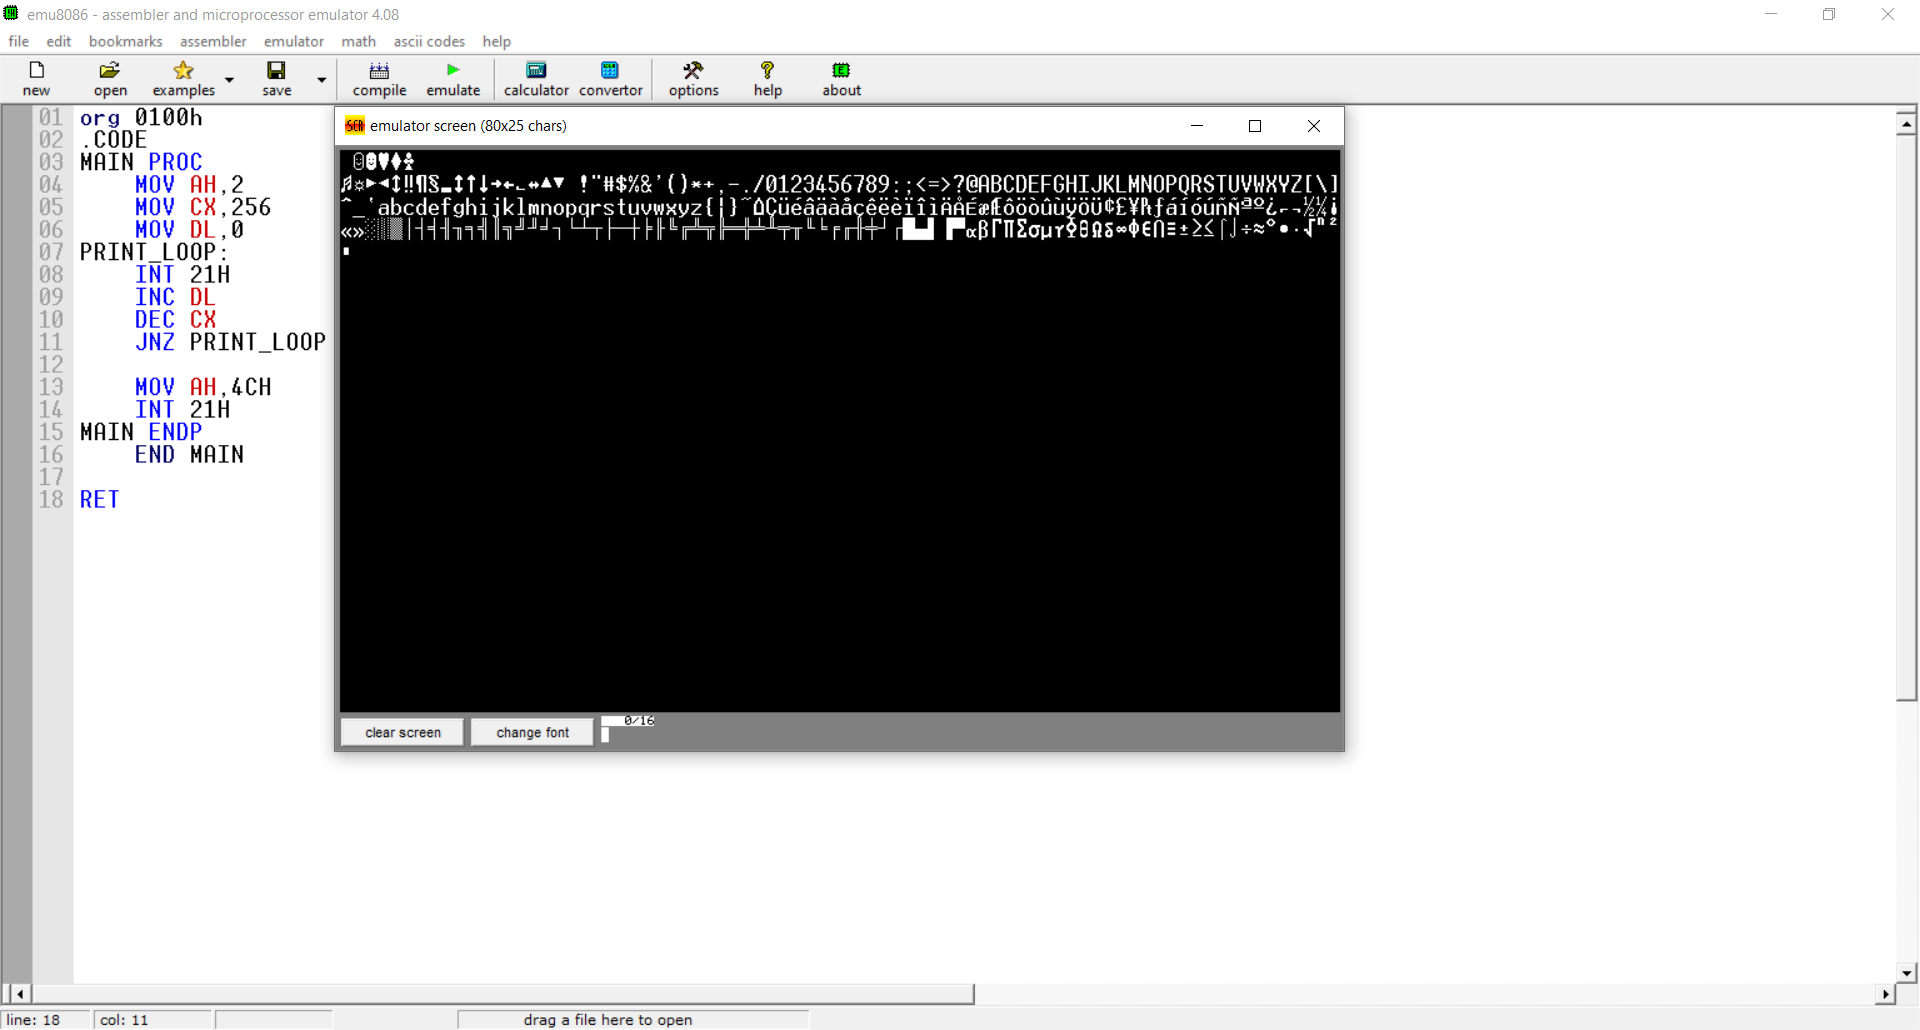 emu8086 - assembler and microprocessor emulator 4.08
file edit bookmarks assembler emulator math ascii codes help
new open examples save compile emulate calculator convertor options help about
01 org 0100h
02 .CODE
03 MAIN PROC
04 MOV AH,2
05 MOV CX,256
06 MOV DL,0
07 PRINT_LOOP:
08 INT 21H
09 INC DL
10 DEC CX
11 JNZ PRINT_LOOP
12
13 MOV AH,4CH
14 INT 21H
15 MAIN ENDP
16 END MAIN
17
18 RET
emulator screen (80x25 chars)
☺☻♥♦♣
♫☼►◄↕‼¶§▬↨↑↓→←∟↔▲▼ !"#$%&'()*+,-./0123456789:;<=>?@ABCDEFGHIJKLMNOPQRSTUVWXYZ[\]
^_`abcdefghijklmnopqrstuvwxyz{|}~⌂ÇüéâäàåçêëèïîìÄÅÉæÆôöòûùÿÖÜ¢£¥₧ƒáíóúñÑªº¿⌐¬½¼¡
«»░▒▓│┤╡╢╖╕╣║╗╝╜╛┐└┴┬├─┼╞╟╚╔╩╦╠═╬╧╨╤╥╙╘╒╓╫╪┘┌█▄▌▐▀αßΓπΣσµτΦΘΩδ∞φε∩≡±≥≤⌠⌡÷≈°∙·√ⁿ²
clear screen change font 0/16
line: 18 col: 11 drag a file here to open